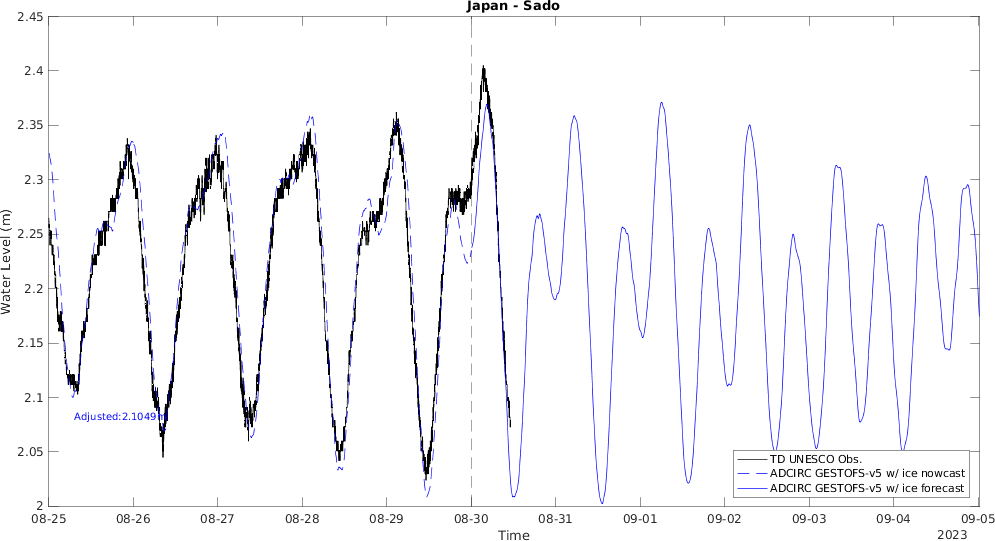 Japan - Sado
2.45
2.4
2.35
2.3
2.25
2.2
2.15
2.1
2.05
2
Water Level (m)
Adjusted:2.1049m
TD UNESCO Obs.
ADCIRC GESTOFS-v5 w/ ice nowcast
ADCIRC GESTOFS-v5 w/ ice forecast
08-25 08-26 08-27 08-28 08-29 08-30 08-31 09-01 09-02 09-03 09-04 09-05
Time
2023